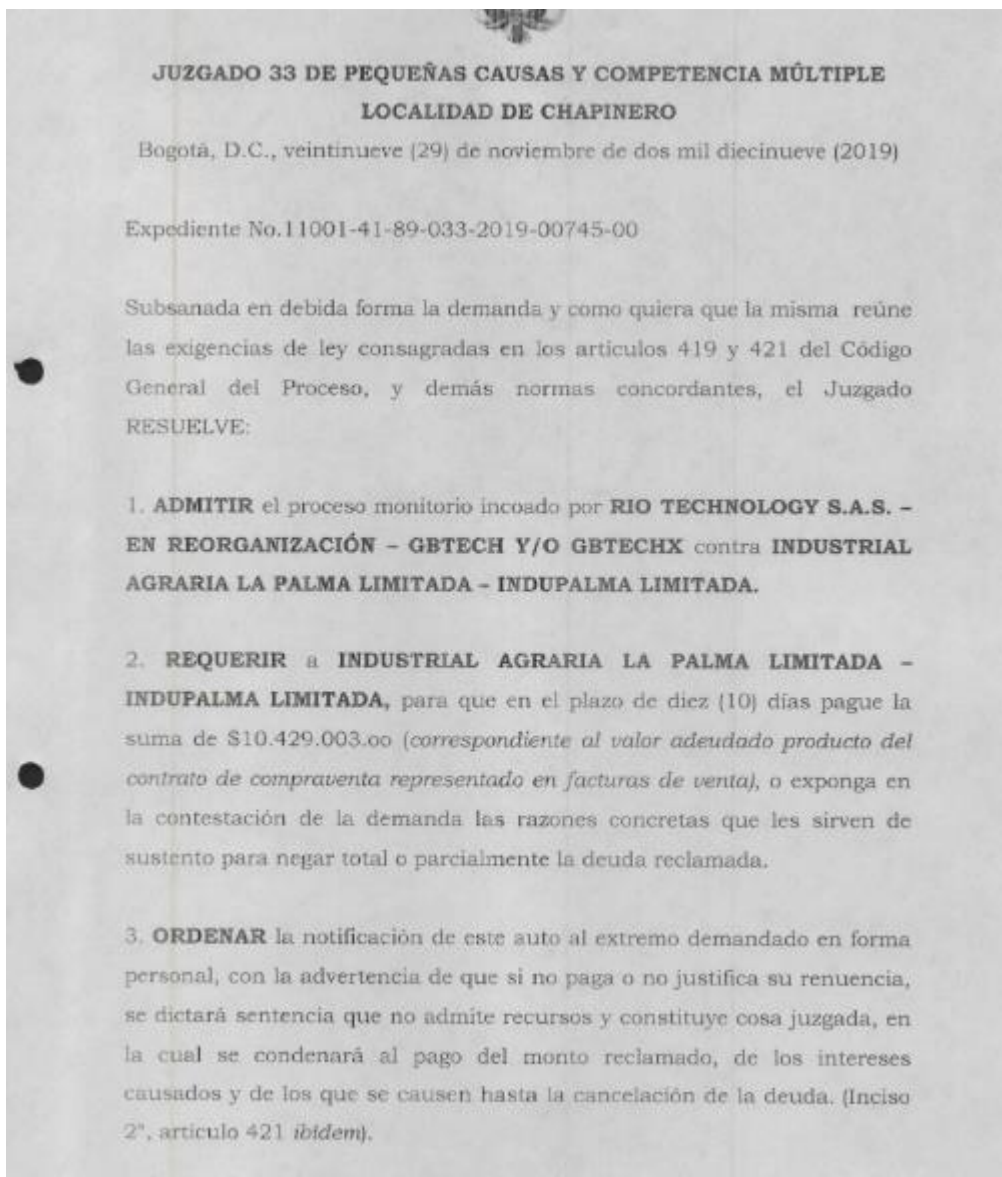 JUZGADO 33 DE PEQUEÑAS CAUSAS Y COMPETENCIA MÚLTIPLE
LOCALIDAD DE CHAPINERO
Bogotá, D.C., veintinueve (29) de noviembre de dos mil diecinueve (2019)
Expediente No.11001-41-89-033-2019-00745-00
Subsanada en debida forma la demanda y como quiera que la misma reúne
las exigencias de ley consagradas en los artículos 419 y 421 del Código
General del Proceso, y demás normas concordantes, el Juzgado
RESUELVE:
1. ADMITIR el proceso monitorio incoado por RIO TECHNOLOGY S.A.S. –
EN REORGANIZACIÓN – GBTECH Y/O GBTECHX contra INDUSTRIAL
AGRARIA LA PALMA LIMITADA – INDUPALMA LIMITADA.
2. REQUERIR a INDUSTRIAL AGRARIA LA PALMA LIMITADA –
INDUPALMA LIMITADA, para que en el plazo de diez (10) días pague la
suma de $10.429.003.oo (correspondiente al valor adeudado producto del
contrato de compraventa representado en facturas de venta), o exponga en
la contestación de la demanda las razones concretas que les sirven de
sustento para negar total o parcialmente la deuda reclamada.
3. ORDENAR la notificación de este auto al extremo demandado en forma
personal, con la advertencia de que si no paga o no justifica su renuencia,
se dictará sentencia que no admite recursos y constituye cosa juzgada, en
la cual se condenará al pago del monto reclamado, de los intereses
causados y de los que se causen hasta la cancelación de la deuda. (Inciso
2°, artículo 421 ibidem).